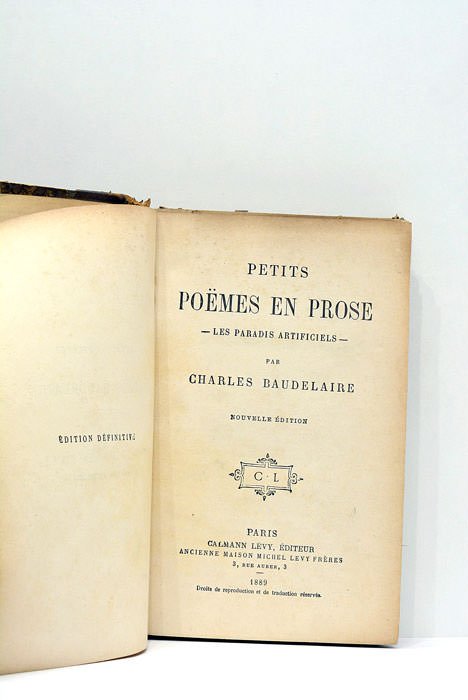 ÉDITION DÉFINITIVE
PETITS
POËMES EN PROSE
— LES PARADIS ARTIFICIELS —
PAR
CHARLES BAUDELAIRE
NOUVELLE ÉDITION
C · L
PARIS
CALMANN LÉVY, ÉDITEUR
ANCIENNE MAISON MICHEL LÉVY FRÈRES
3, RUE AUBER, 3
—
1889
Droits de reproduction et de traduction réservés.